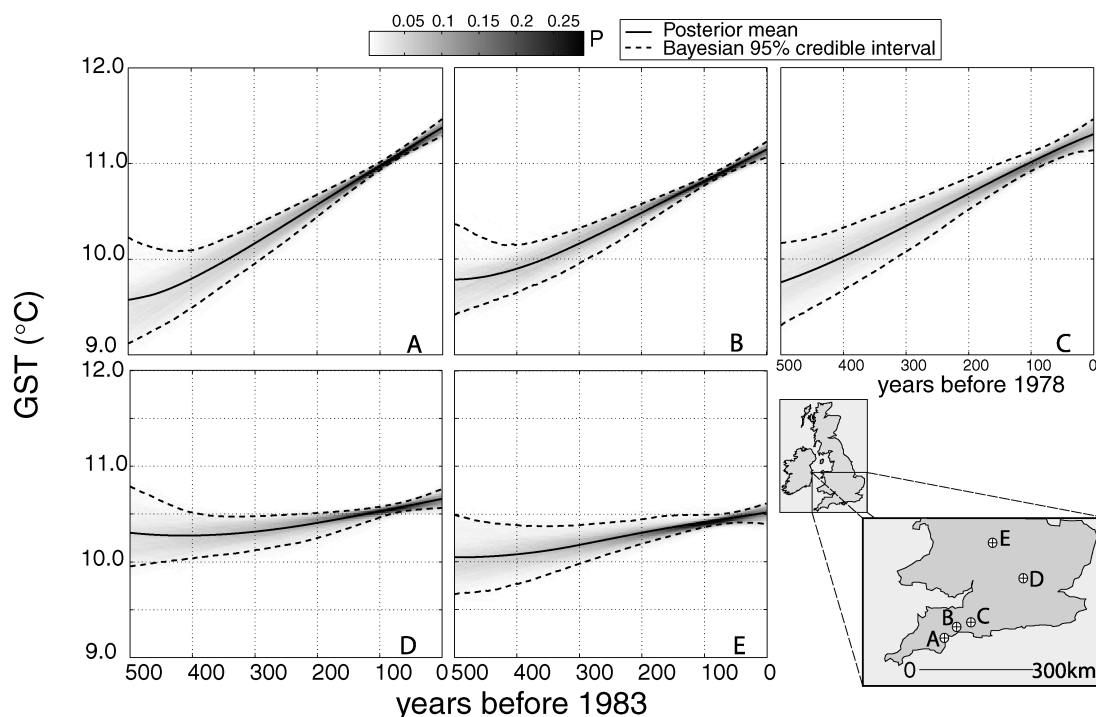 0.05 0.1 0.15 0.2 0.25 P
Posterior mean
Bayesian 95% credible interval
12.0
11.0
10.0
9.0
GST (°C)
A
B
C
500 400 300 200 100 0
years before 1978
12.0
11.0
10.0
9.0
D
E
500 400 300 200 100 0
500 400 300 200 100 0
years before 1983
E
D
B C
A
0 300km